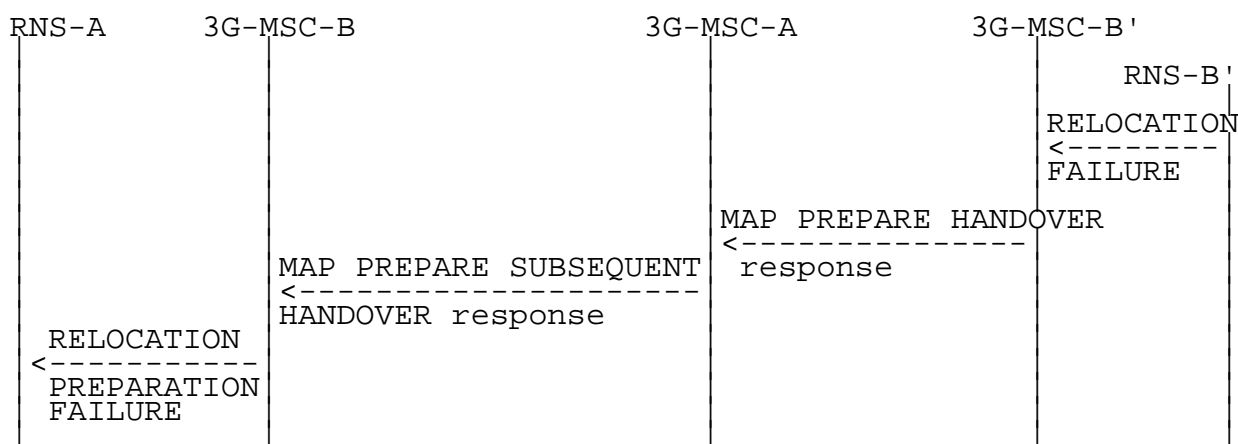 RNS-A 3G-MSC-B 3G-MSC-A 3G-MSC-B'
RNS-B'
RELOCATION
<--------
FAILURE
MAP PREPARE HANDOVER
<---------------
MAP PREPARE SUBSEQUENT response
<---------------------
HANDOVER response
RELOCATION
<-----------
PREPARATION
FAILURE